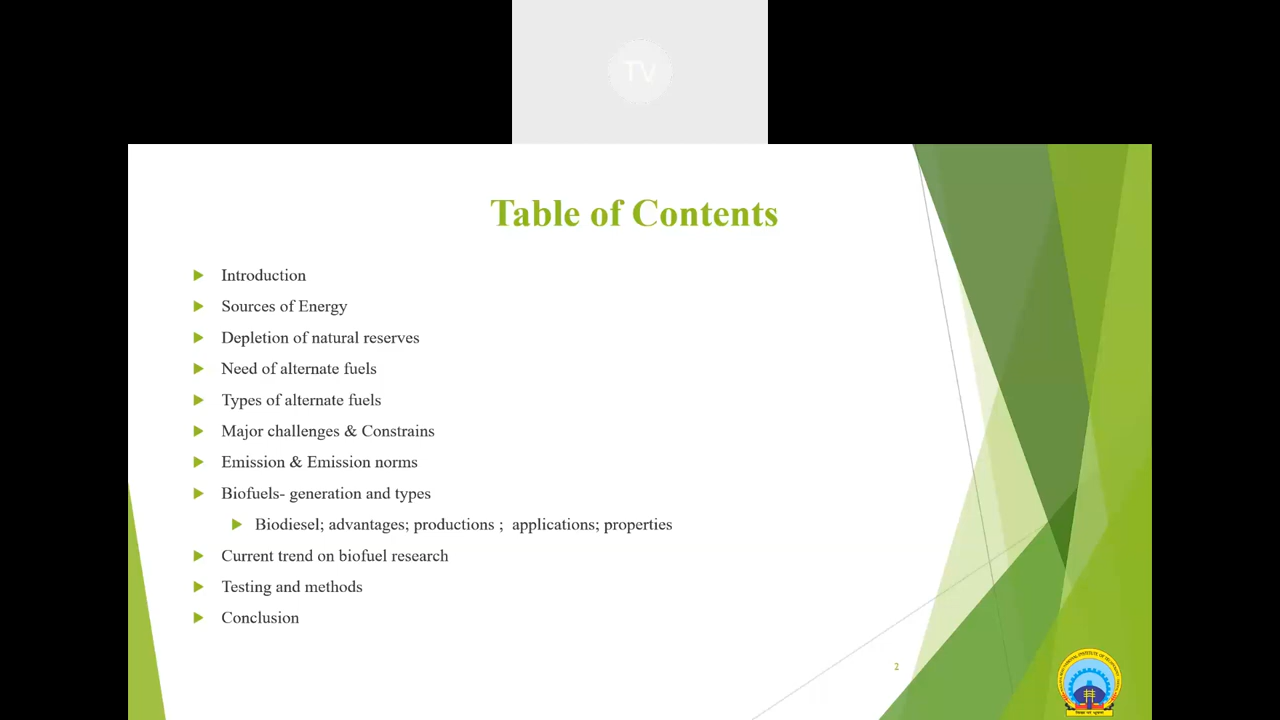 TV
Table of Contents
Introduction
Sources of Energy
Depletion of natural reserves
Need of alternate fuels
Types of alternate fuels
Major challenges & Constrains
Emission & Emission norms
Biofuels- generation and types
Biodiesel; advantages; productions ;  applications; properties
Current trend on biofuel research
Testing and methods
Conclusion
2